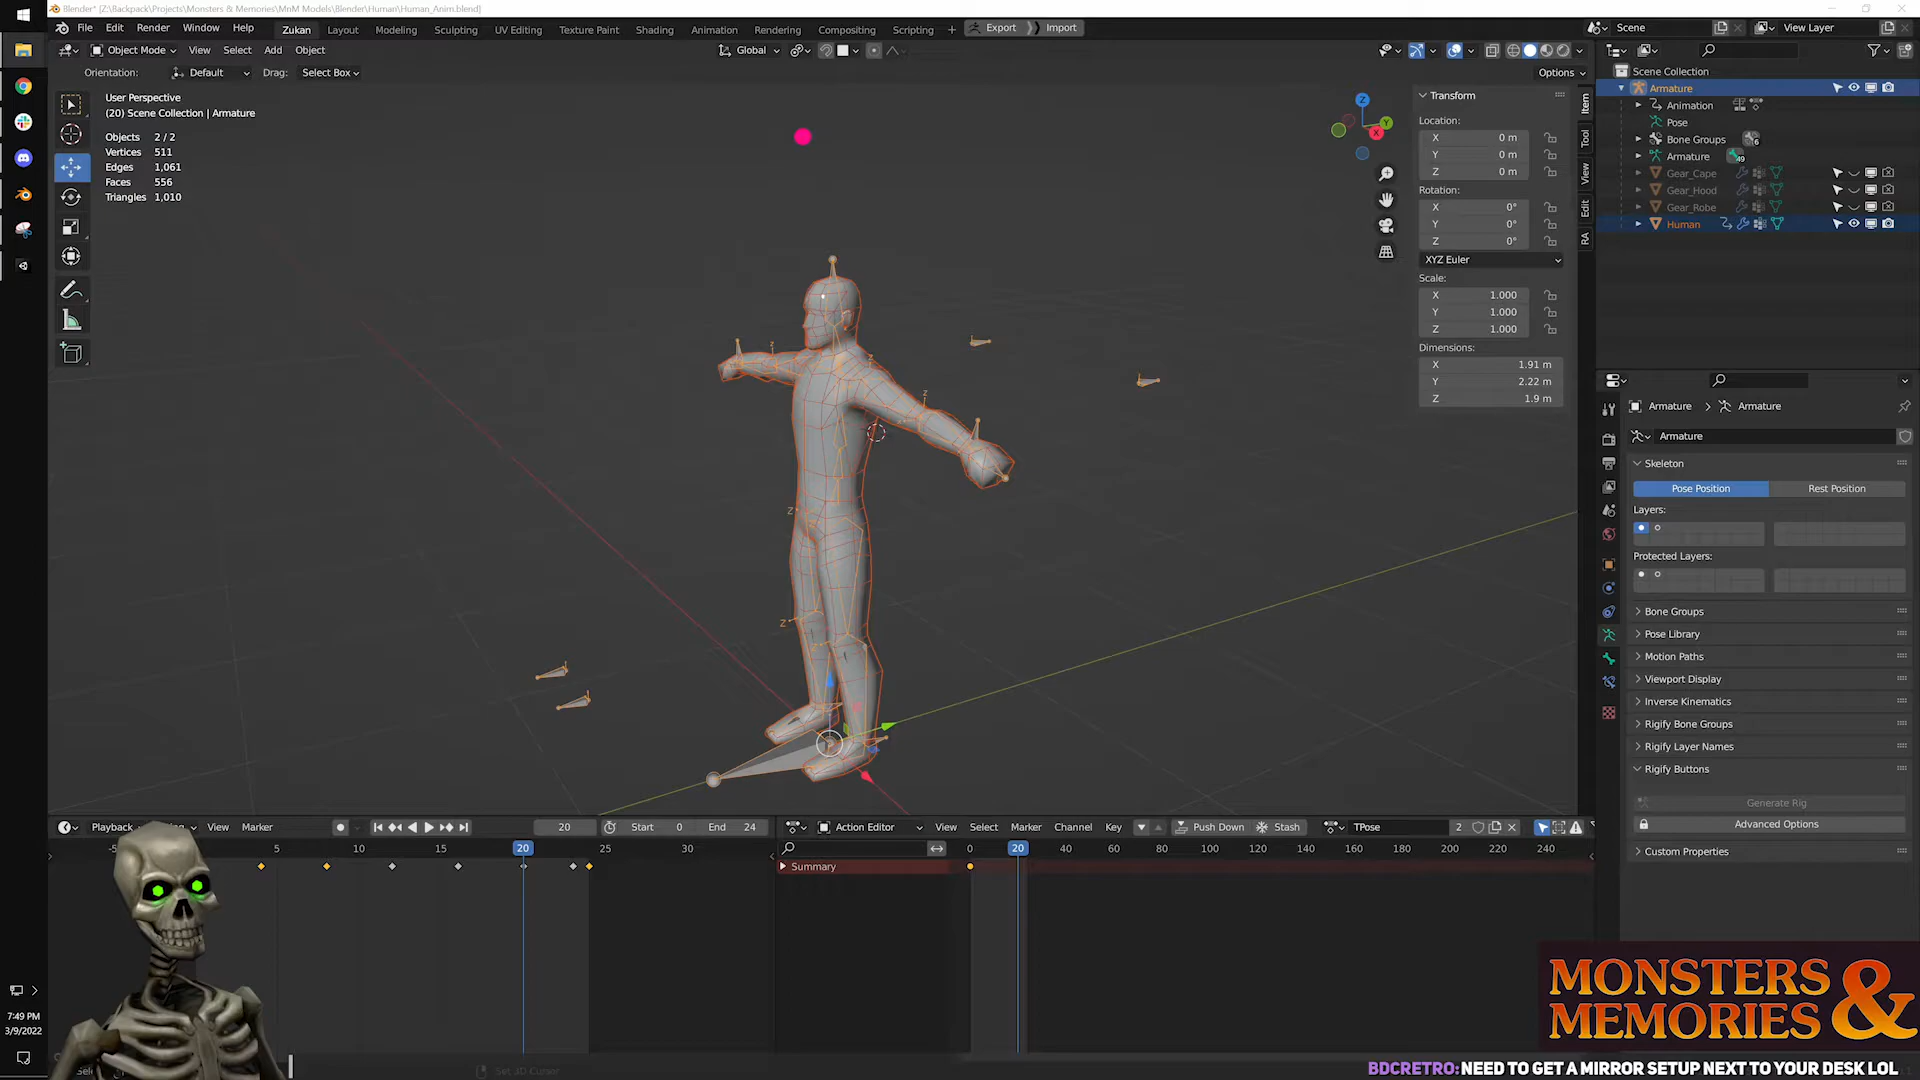 Blender* [Z:\Backpack\Projects\Monsters & Memories\MnM Models\Blender\Human\Human_Anim.blend]
File Edit Render Window Help Zukan Layout Modeling Sculpting UV Editing Texture Paint Shading Animation Rendering Compositing Scripting + Export Import Scene View Layer
Object Mode View Select Add Object Global Options
Orientation: Default Drag: Select Box
User Perspective
(20) Scene Collection | Armature
Objects 2 / 2
Vertices 511
Edges 1,061
Faces 556
Triangles 1,010
Z
Y
X
Transform
Location:
X 0 m
Y 0 m
Z 0 m
Rotation:
X 0°
Y 0°
Z 0°
XYZ Euler
Scale:
X 1.000
Y 1.000
Z 1.000
Dimensions:
X 1.91 m
Y 2.22 m
Z 1.9 m
Item
Tool
View
Edit
RA
Scene Collection
Armature
Animation
Pose
Bone Groups 6
Armature 49
Gear_Cape
Gear_Hood
Gear_Robe
Human
Armature > Armature
Armature
Skeleton
Pose Position Rest Position
Layers:
Protected Layers:
Bone Groups
Pose Library
Motion Paths
Viewport Display
Inverse Kinematics
Rigify Bone Groups
Rigify Layer Names
Rigify Buttons
Generate Rig
Advanced Options
Custom Properties
Playback View Marker 20 Start 0 End 24
-5 5 10 15 20 25 30
Action Editor View Select Marker Channel Key Push Down Stash TPose 2
0 20 40 60 80 100 120 140 160 180 200 220 240
Summary
Set 3D Cursor
7:49 PM
3/9/2022
MONSTERS & MEMORIES
BDCRETRO: NEED TO GET A MIRROR SETUP NEXT TO YOUR DESK LOL